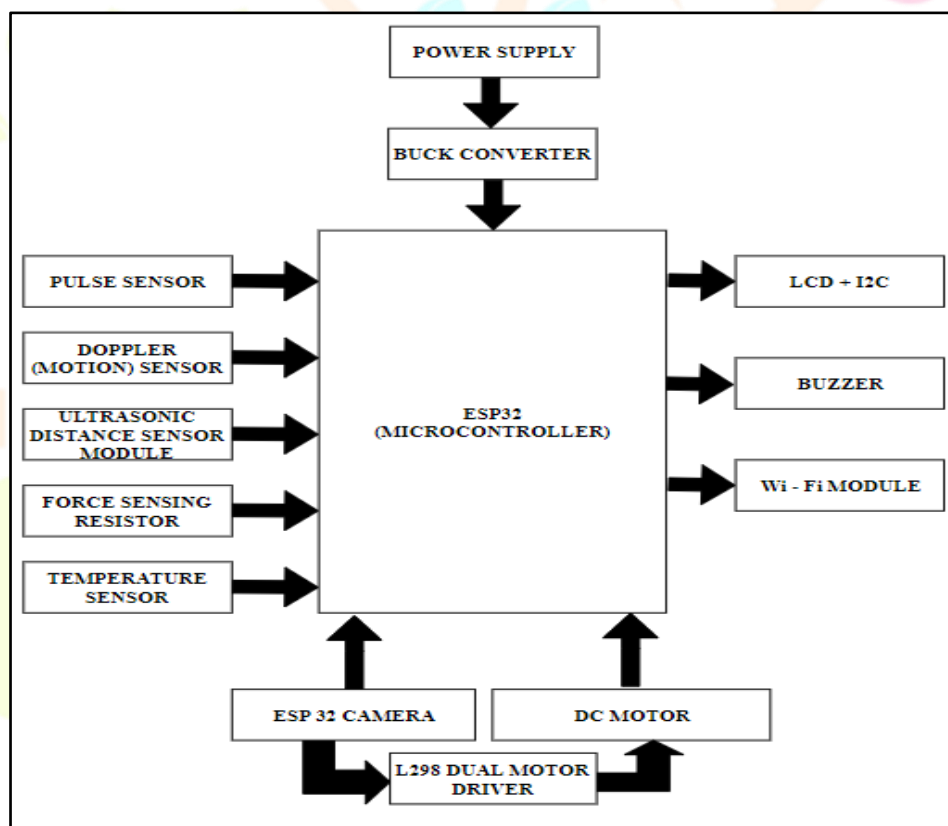 POWER SUPPLY
BUCK CONVERTER
PULSE SENSOR
DOPPLER
(MOTION) SENSOR
ULTRASONIC
DISTANCE SENSOR
MODULE
FORCE SENSING
RESISTOR
TEMPERATURE
SENSOR
ESP32
(MICROCONTROLLER)
LCD + I2C
BUZZER
Wi - Fi MODULE
ESP 32 CAMERA
DC MOTOR
L298 DUAL MOTOR
DRIVER